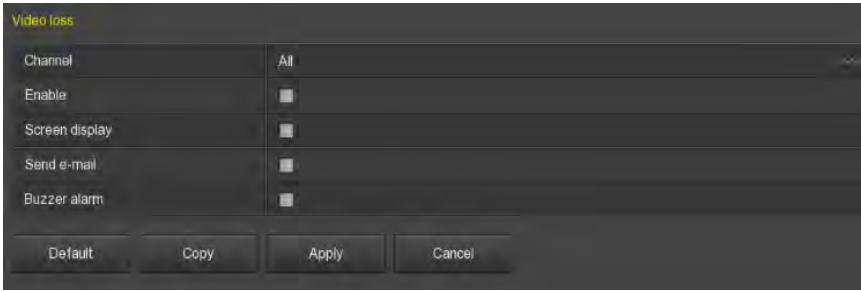 Video loss
Channel All
Enable
Screen display
Send e-mail
Buzzer alarm
Default Copy Apply Cancel